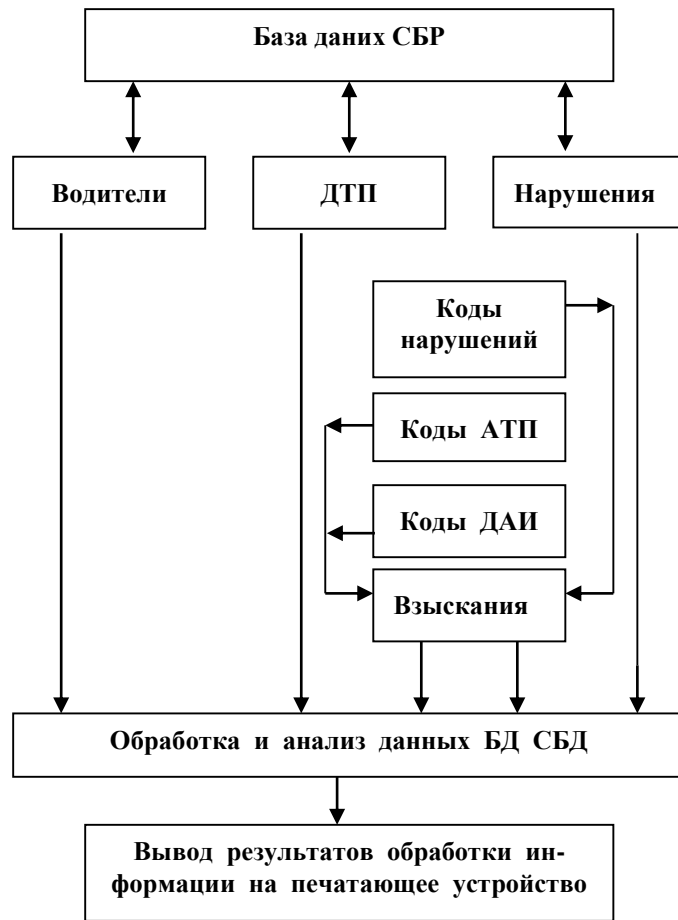 База даних СБР
Водители
ДТП
Нарушения
Коды
нарушений
Коды АТП
Коды ДАИ
Взыскания
Обработка и анализ данных БД СБД
Вывод результатов обработки ин-
формации на печатающее устройство